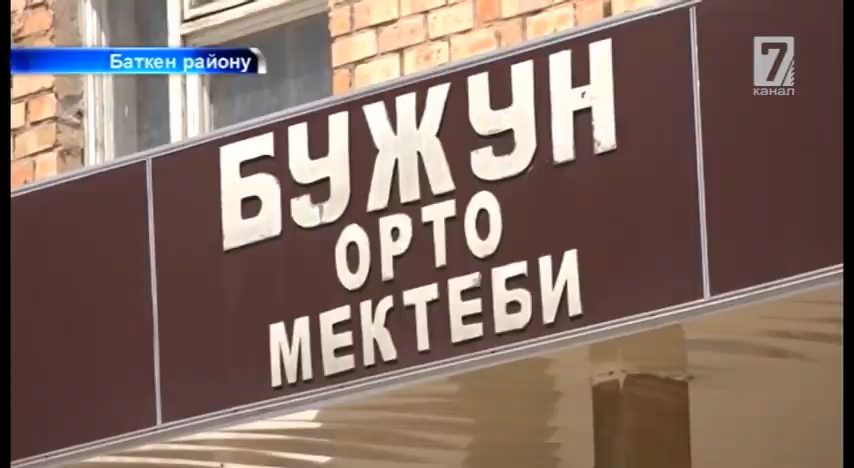 Баткен району
7
канал
БУЖУН
ОРТО
МЕКТЕБИ